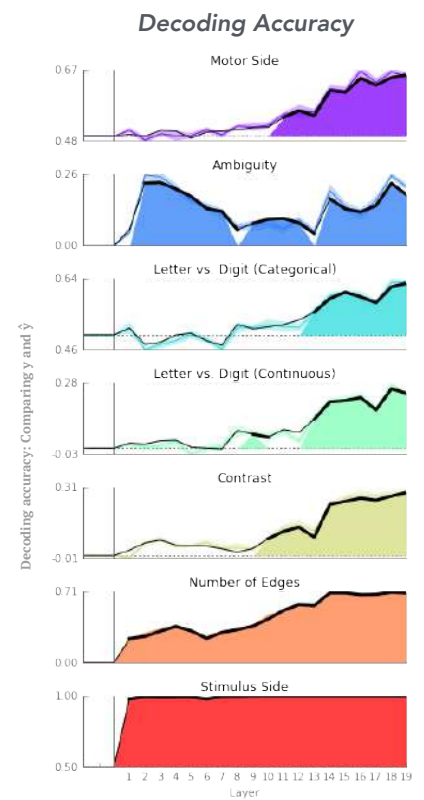 Decoding Accuracy
Motor Side
0.67
0.48
Ambiguity
0.26
0.00
Letter vs. Digit (Categorical)
0.64
0.46
Letter vs. Digit (Continuous)
0.28
-0.03
Contrast
0.31
-0.01
Number of Edges
0.71
0.00
Stimulus Side
1.00
0.50
1 2 3 4 5 6 7 8 9 10 11 12 13 14 15 16 17 18 19
Layer
Decoding accuracy: Comparing y and ŷ